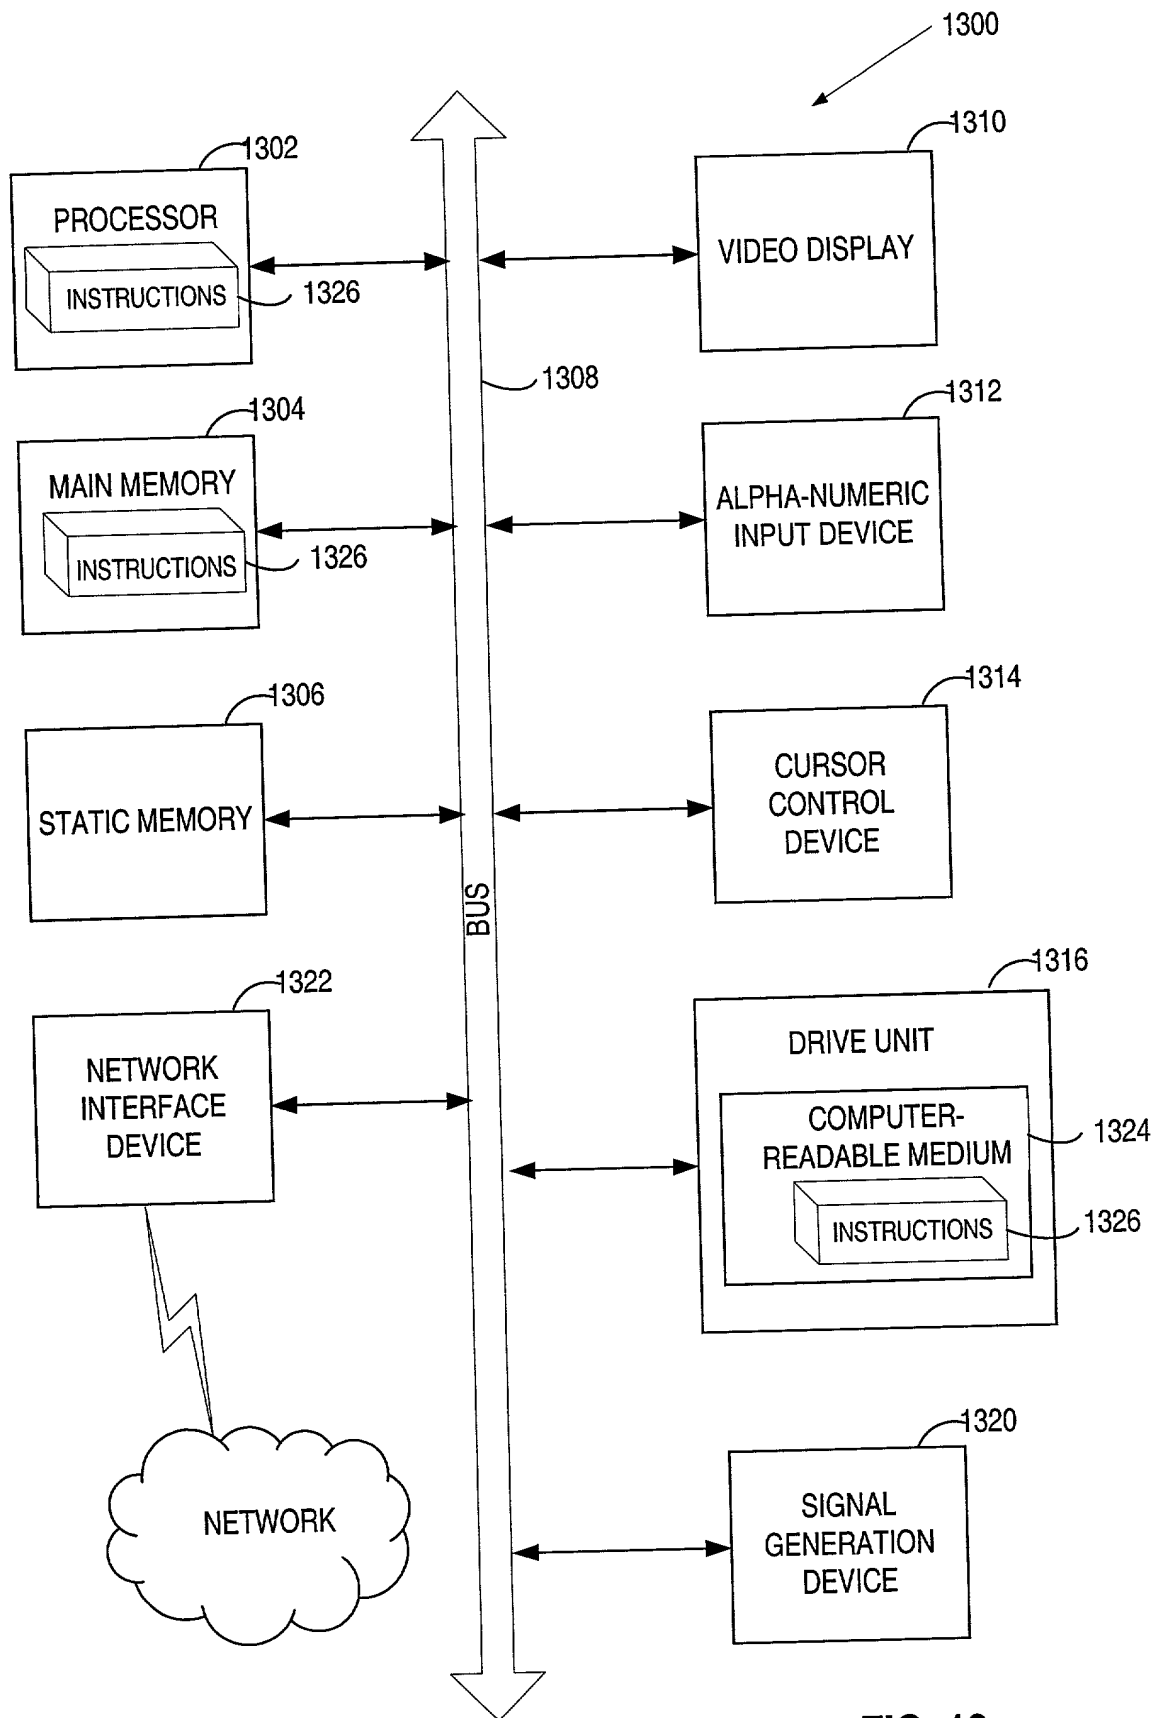 1300
1302
PROCESSOR
INSTRUCTIONS
1326
1310
VIDEO DISPLAY
1308
1304
MAIN MEMORY
INSTRUCTIONS
1326
1312
ALPHA-NUMERIC
INPUT DEVICE
1306
STATIC MEMORY
1314
CURSOR
CONTROL
DEVICE
BUS
1322
NETWORK
INTERFACE
DEVICE
1316
DRIVE UNIT
COMPUTER-
READABLE MEDIUM
1324
INSTRUCTIONS
1326
NETWORK
1320
SIGNAL
GENERATION
DEVICE